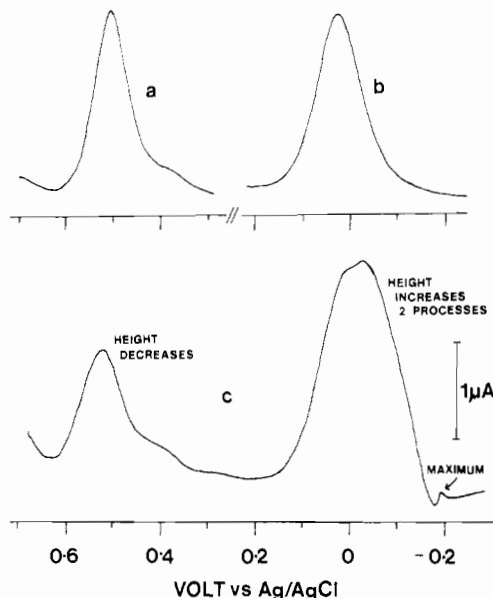 a
b
//
HEIGHT
DECREASES
HEIGHT
INCREASES
2 PROCESSES
c
1μA
MAXIMUM
0·6
0·4
0·2
0
-0·2
VOLT vs Ag/AgCl